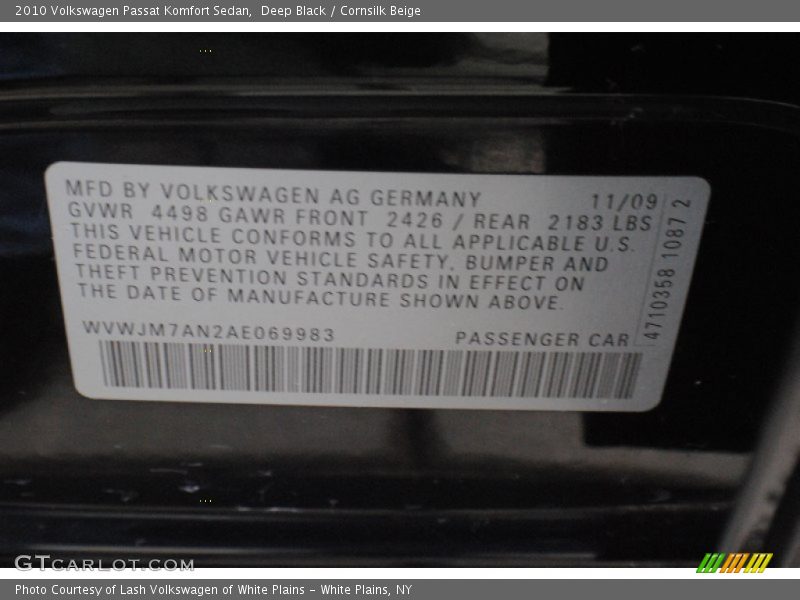 2010 Volkswagen Passat Komfort Sedan,  Deep Black / Cornsilk Beige
MFD BY VOLKSWAGEN AG GERMANY 11/09
GVWR 4498 GAWR FRONT 2426 / REAR 2183 LBS
THIS VEHICLE CONFORMS TO ALL APPLICABLE U.S.
FEDERAL MOTOR VEHICLE SAFETY, BUMPER AND
THEFT PREVENTION STANDARDS IN EFFECT ON
THE DATE OF MANUFACTURE SHOWN ABOVE.
WVWJM7AN2AE069983 PASSENGER CAR
4710358 1087 2
GTCARLOT.COM
Photo Courtesy of Lash Volkswagen of White Plains - White Plains, NY